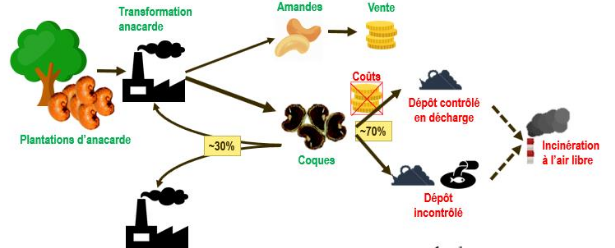 Transformation
anacarde
Amandes
Vente
Plantations d'anacarde
Coûts
~30%
Coques
~70%
Dépôt contrôlé
en décharge
Dépôt
incontrôlé
Incinération
à l'air libre